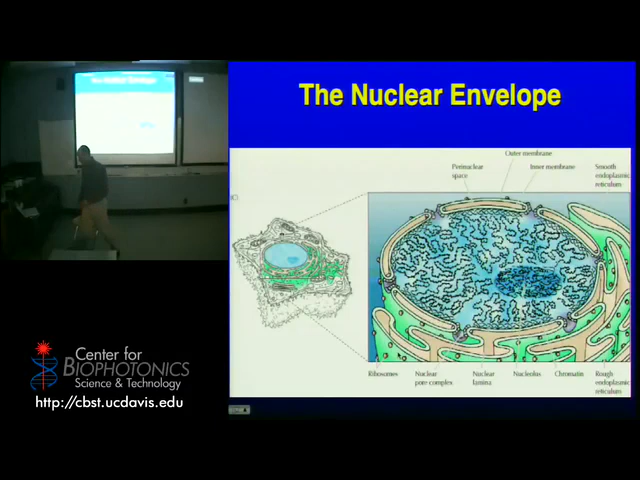 The Nuclear Envelope
Outer membrane
Perinuclear
space
Inner membrane
Smooth
endoplasmic
reticulum
Ribosomes
Nuclear
pore complex
Nuclear
lamina
Nucleolus
Chromatin
Rough
endoplasmic
reticulum
Center for
BIOPHOTONICS
Science & Technology
http://cbst.ucdavis.edu